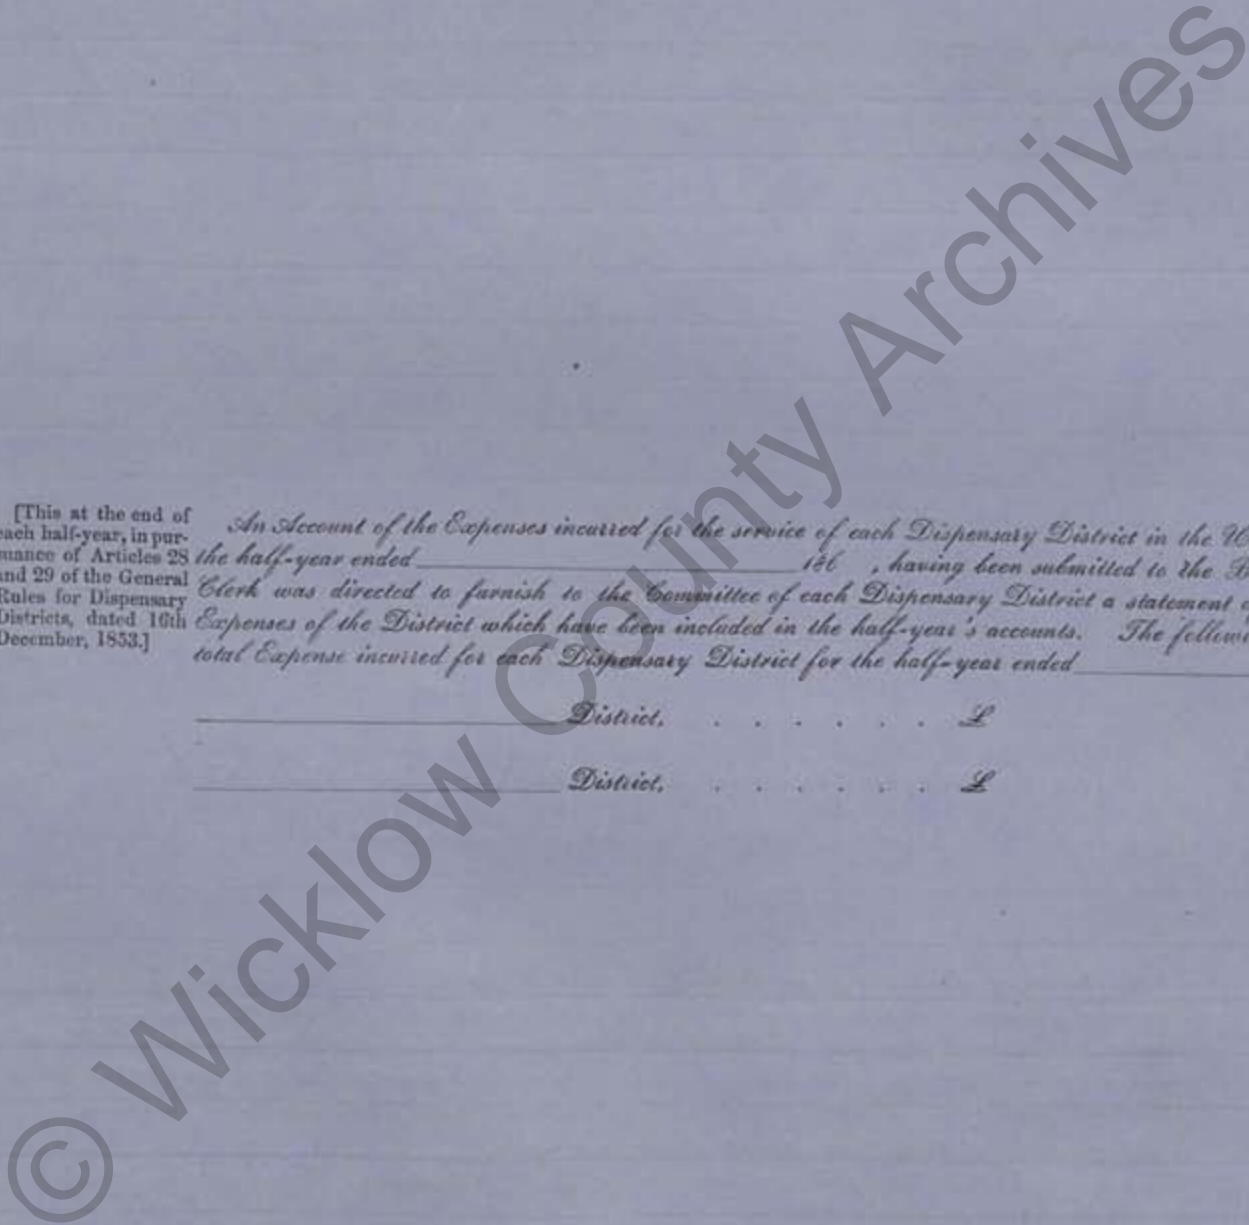 [This at the end of
each half-year, in pur-
suance of Articles 28
and 29 of the General
Rules for Dispensary
Districts, dated 16th
December, 1853.]
An Account of the Expenses incurred for the service of each Dispensary District in the
the half-year ended 186 , having been submitted to the
Clerk was directed to furnish to the Committee of each Dispensary District a statement
Expenses of the District which have been included in the half-year's accounts. The
total Expense incurred for each Dispensary District for the half-year ended
District. . . . . . . £
District. . . . . . . £
© Wicklow County Archives